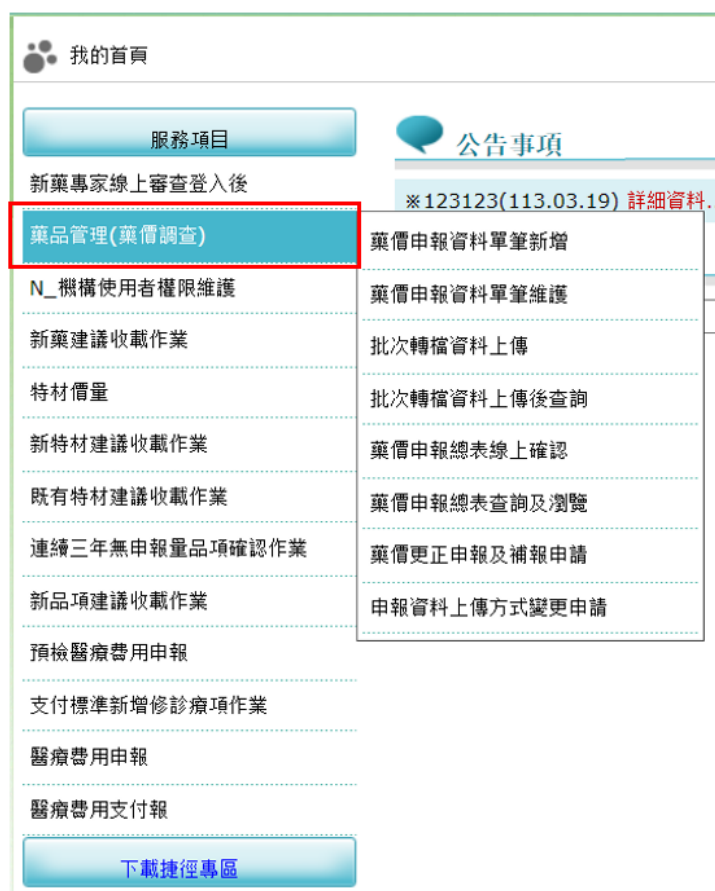 我的首頁
服務項目
新藥專家線上審查登入後
藥品管理(藥價調查)
N_機構使用者權限維護
新藥建議收載作業
特材價量
新特材建議收載作業
既有特材建議收載作業
連續三年無申報量品項確認作業
新品項建議收載作業
預檢醫療費用申報
支付標準新增修診療項作業
醫療費用申報
醫療費用支付報
下載捷徑專區
公告事項
※123123(113.03.19) 詳細資料.
藥價申報資料單筆新增
藥價申報資料單筆維護
批次轉檔資料上傳
批次轉檔資料上傳後查詢
藥價申報總表線上確認
藥價申報總表查詢及瀏覽
藥價更正申報及補報申請
申報資料上傳方式變更申請